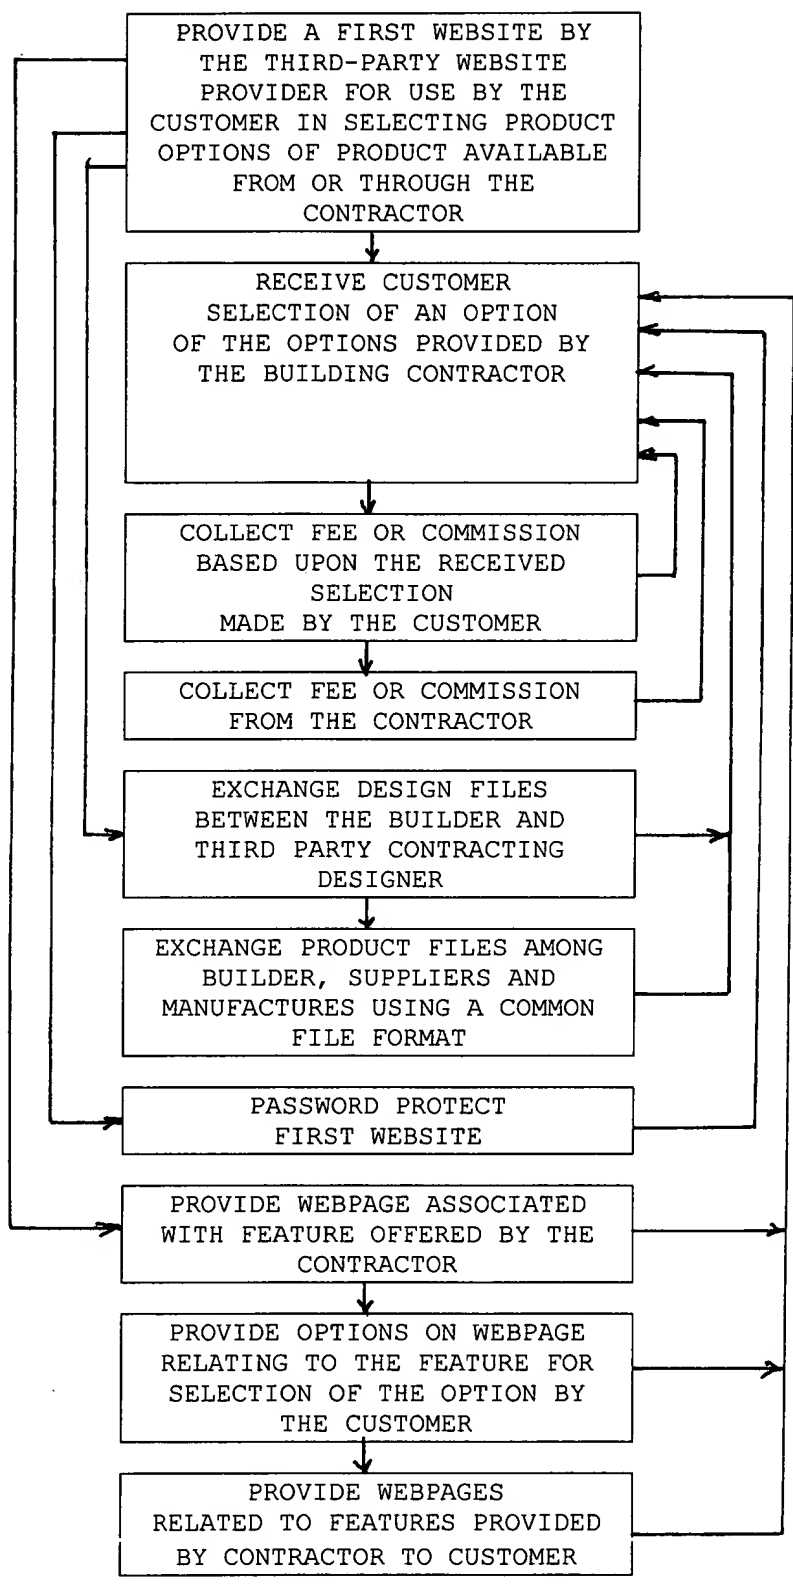 PROVIDE A FIRST WEBSITE BY
THE THIRD-PARTY WEBSITE
PROVIDER FOR USE BY THE
CUSTOMER IN SELECTING PRODUCT
OPTIONS OF PRODUCT AVAILABLE
FROM OR THROUGH THE
CONTRACTOR
RECEIVE CUSTOMER
SELECTION OF AN OPTION
OF THE OPTIONS PROVIDED BY
THE BUILDING CONTRACTOR
COLLECT FEE OR COMMISSION
BASED UPON THE RECEIVED
SELECTION
MADE BY THE CUSTOMER
COLLECT FEE OR COMMISSION
FROM THE CONTRACTOR
EXCHANGE DESIGN FILES
BETWEEN THE BUILDER AND
THIRD PARTY CONTRACTING
DESIGNER
EXCHANGE PRODUCT FILES AMONG
BUILDER, SUPPLIERS AND
MANUFACTURES USING A COMMON
FILE FORMAT
PASSWORD PROTECT
FIRST WEBSITE
PROVIDE WEBPAGE ASSOCIATED
WITH FEATURE OFFERED BY THE
CONTRACTOR
PROVIDE OPTIONS ON WEBPAGE
RELATING TO THE FEATURE FOR
SELECTION OF THE OPTION BY
THE CUSTOMER
PROVIDE WEBPAGES
RELATED TO FEATURES PROVIDED
BY CONTRACTOR TO CUSTOMER